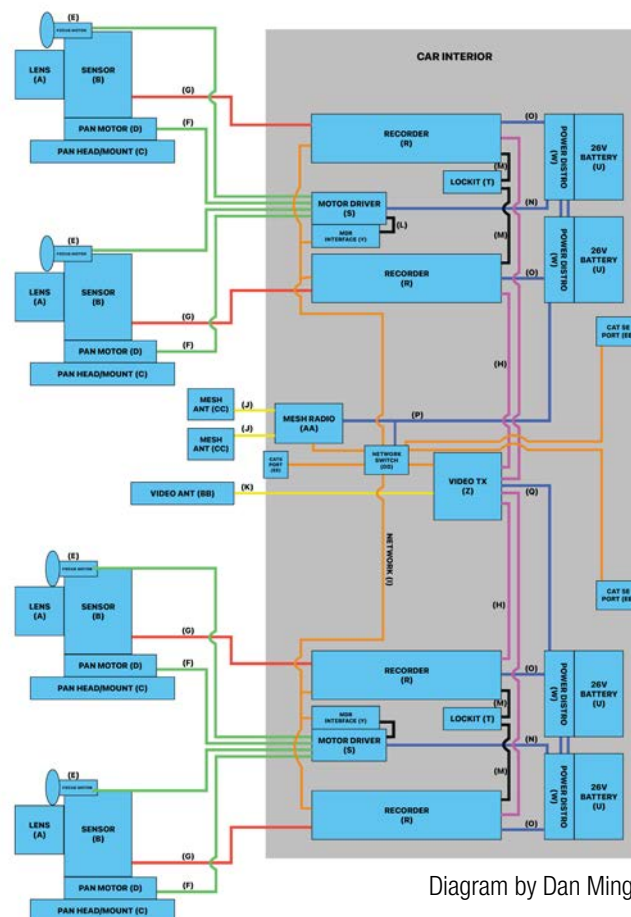 CAR INTERIOR
(E)
FOCUS MOTOR
LENS
(A)
SENSOR
(B)
(G)
PAN MOTOR (D)
(F)
PAN HEAD/MOUNT (C)
RECORDER
(R)
(O)
POWER DISTRO
(W)
26V
BATTERY
(U)
(M)
LOCKIT (T)
MOTOR DRIVER
(S)
(N)
(L)
MDR
INTERFACE (Y)
(M)
(E)
FOCUS MOTOR
LENS
(A)
SENSOR
(B)
(G)
PAN MOTOR (D)
(F)
PAN HEAD/MOUNT (C)
RECORDER
(R)
(O)
POWER DISTRO
(W)
26V
BATTERY
(U)
CAT 5E
PORT (EE
(H)
MESH
ANT (CC)
(J)
MESH RADIO
(AA)
(P)
MESH
ANT (CC)
(J)
NETWORK
SWITCH
(DD)
PORT
VIDEO TX
(Z)
VIDEO ANT (BB)
(K)
(Q)
NETWORK (I)
(H)
CAT 5E
PORT (EE
(E)
FOCUS MOTOR
LENS
(A)
SENSOR
(B)
(G)
PAN MOTOR (D)
(F)
PAN HEAD/MOUNT (C)
RECORDER
(R)
(O)
POWER DISTRO
(W)
26V
BATTERY
(U)
(M)
LOCKIT (T)
MDR
INTERFACE (Y)
MOTOR DRIVER
(S)
(N)
(M)
(E)
FOCUS MOTOR
LENS
(A)
SENSOR
(B)
(G)
PAN MOTOR (D)
(F)
PAN HEAD/MOUNT (C)
RECORDER
(R)
(O)
POWER DISTRO
(W)
26V
BATTERY
(U)
Diagram by Dan Ming